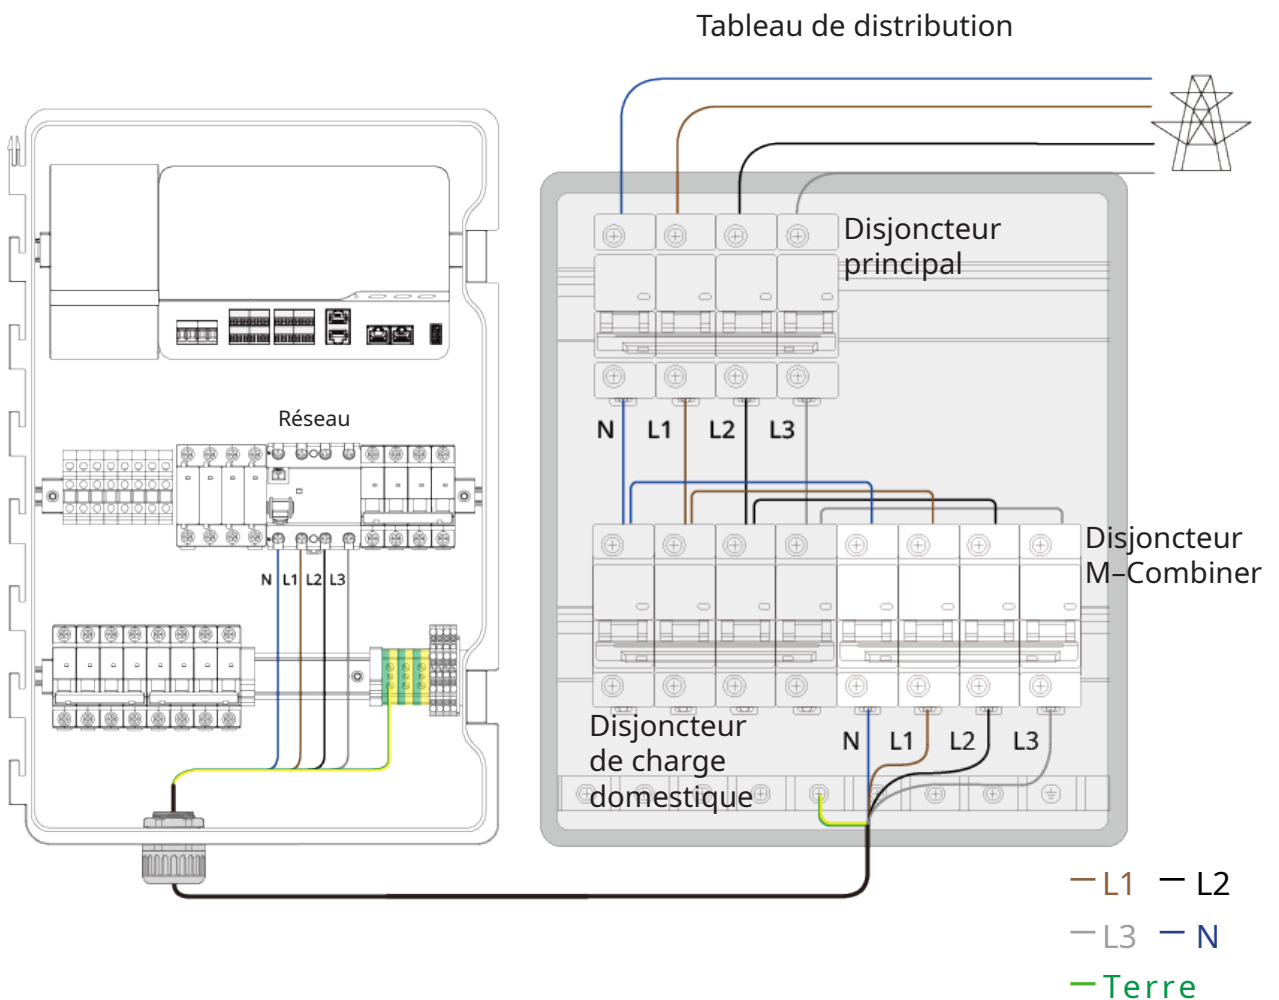 Tableau de distribution
Disjoncteur
principal
Réseau
N L1 L2 L3
N L1 L2 L3
Disjoncteur
M–Combiner
Disjoncteur
de charge
domestique
N L1 L2 L3
L1 L2
L3 N
Terre